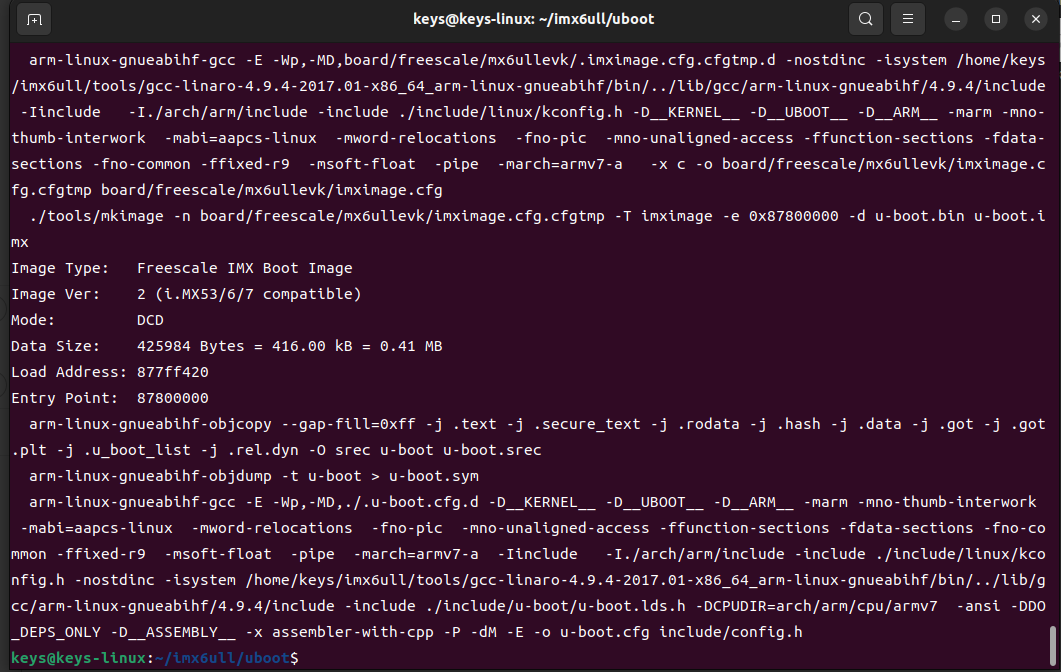 keys@keys-linux: ~/imx6ull/uboot
  arm-linux-gnueabihf-gcc -E -Wp,-MD,board/freescale/mx6ullevk/.imximage.cfg.cfgtmp.d -nostdinc -isystem /home/keys
/imx6ull/tools/gcc-linaro-4.9.4-2017.01-x86_64_arm-linux-gnueabihf/bin/../lib/gcc/arm-linux-gnueabihf/4.9.4/include
 -Iinclude   -I./arch/arm/include -include ./include/linux/kconfig.h -D__KERNEL__ -D__UBOOT__ -D__ARM__ -marm -mno-
thumb-interwork  -mabi=aapcs-linux  -mword-relocations  -fno-pic  -mno-unaligned-access -ffunction-sections -fdata-
sections -fno-common -ffixed-r9  -msoft-float  -pipe  -march=armv7-a   -x c -o board/freescale/mx6ullevk/imximage.c
fg.cfgtmp board/freescale/mx6ullevk/imximage.cfg
  ./tools/mkimage -n board/freescale/mx6ullevk/imximage.cfg.cfgtmp -T imximage -e 0x87800000 -d u-boot.bin u-boot.i
mx
Image Type:   Freescale IMX Boot Image
Image Ver:    2 (i.MX53/6/7 compatible)
Mode:         DCD
Data Size:    425984 Bytes = 416.00 kB = 0.41 MB
Load Address: 877ff420
Entry Point:  87800000
  arm-linux-gnueabihf-objcopy --gap-fill=0xff -j .text -j .secure_text -j .rodata -j .hash -j .data -j .got -j .got
.plt -j .u_boot_list -j .rel.dyn -O srec u-boot u-boot.srec
  arm-linux-gnueabihf-objdump -t u-boot > u-boot.sym
  arm-linux-gnueabihf-gcc -E -Wp,-MD,./.u-boot.cfg.d -D__KERNEL__ -D__UBOOT__ -D__ARM__ -marm -mno-thumb-interwork
 -mabi=aapcs-linux  -mword-relocations  -fno-pic  -mno-unaligned-access -ffunction-sections -fdata-sections -fno-co
mmon -ffixed-r9  -msoft-float  -pipe  -march=armv7-a  -Iinclude   -I./arch/arm/include -include ./include/linux/kco
nfig.h -nostdinc -isystem /home/keys/imx6ull/tools/gcc-linaro-4.9.4-2017.01-x86_64_arm-linux-gnueabihf/bin/../lib/g
cc/arm-linux-gnueabihf/4.9.4/include -include ./include/u-boot/u-boot.lds.h -DCPUDIR=arch/arm/cpu/armv7  -ansi -DDO
_DEPS_ONLY -D__ASSEMBLY__ -x assembler-with-cpp -P -dM -E -o u-boot.cfg include/config.h
keys@keys-linux:~/imx6ull/uboot$